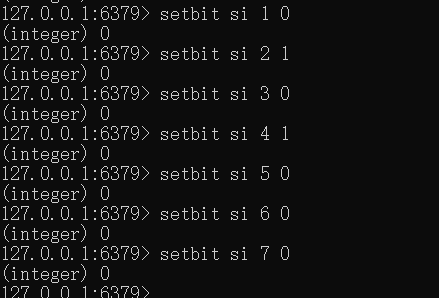 127.0.0.1:6379> setbit si 1 0
(integer) 0
127.0.0.1:6379> setbit si 2 1
(integer) 0
127.0.0.1:6379> setbit si 3 0
(integer) 0
127.0.0.1:6379> setbit si 4 1
(integer) 0
127.0.0.1:6379> setbit si 5 0
(integer) 0
127.0.0.1:6379> setbit si 6 0
(integer) 0
127.0.0.1:6379> setbit si 7 0
(integer) 0
127.0.0.1:6379>